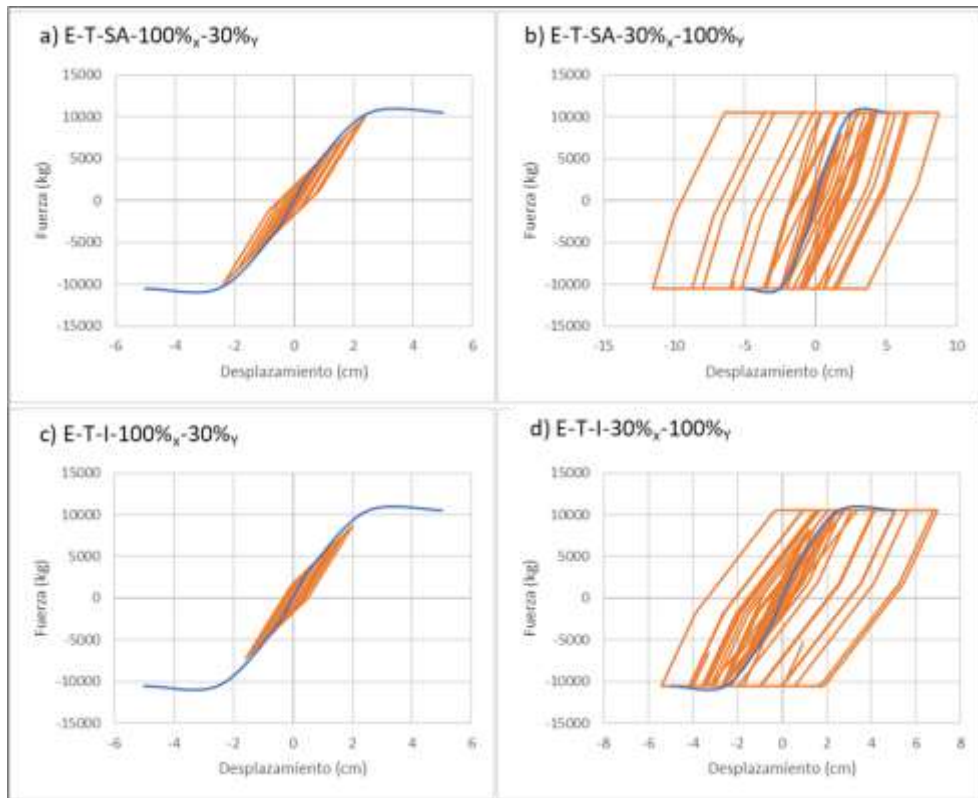 a) E-T-SA-100%x-30%Y
15000
10000
5000
0
-5000
-10000
-15000
Fuerza (kg)
-6 -4 -2 0 2 4 6
Desplazamiento (cm)
b) E-T-SA-30%x-100%Y
15000
10000
5000
0
-5000
-10000
-15000
Fuerza (kg)
-15 -10 -5 0 5 10
Desplazamiento (cm)
c) E-T-I-100%x-30%Y
15000
10000
5000
0
-5000
-10000
-15000
Fuerza (kg)
-6 -4 -2 0 2 4 6
Desplazamiento (cm)
d) E-T-I-30%x-100%Y
15000
10000
5000
0
-5000
-10000
-15000
Fuerza (kg)
-8 -6 -4 -2 0 2 4 6 8
Desplazamiento (cm)